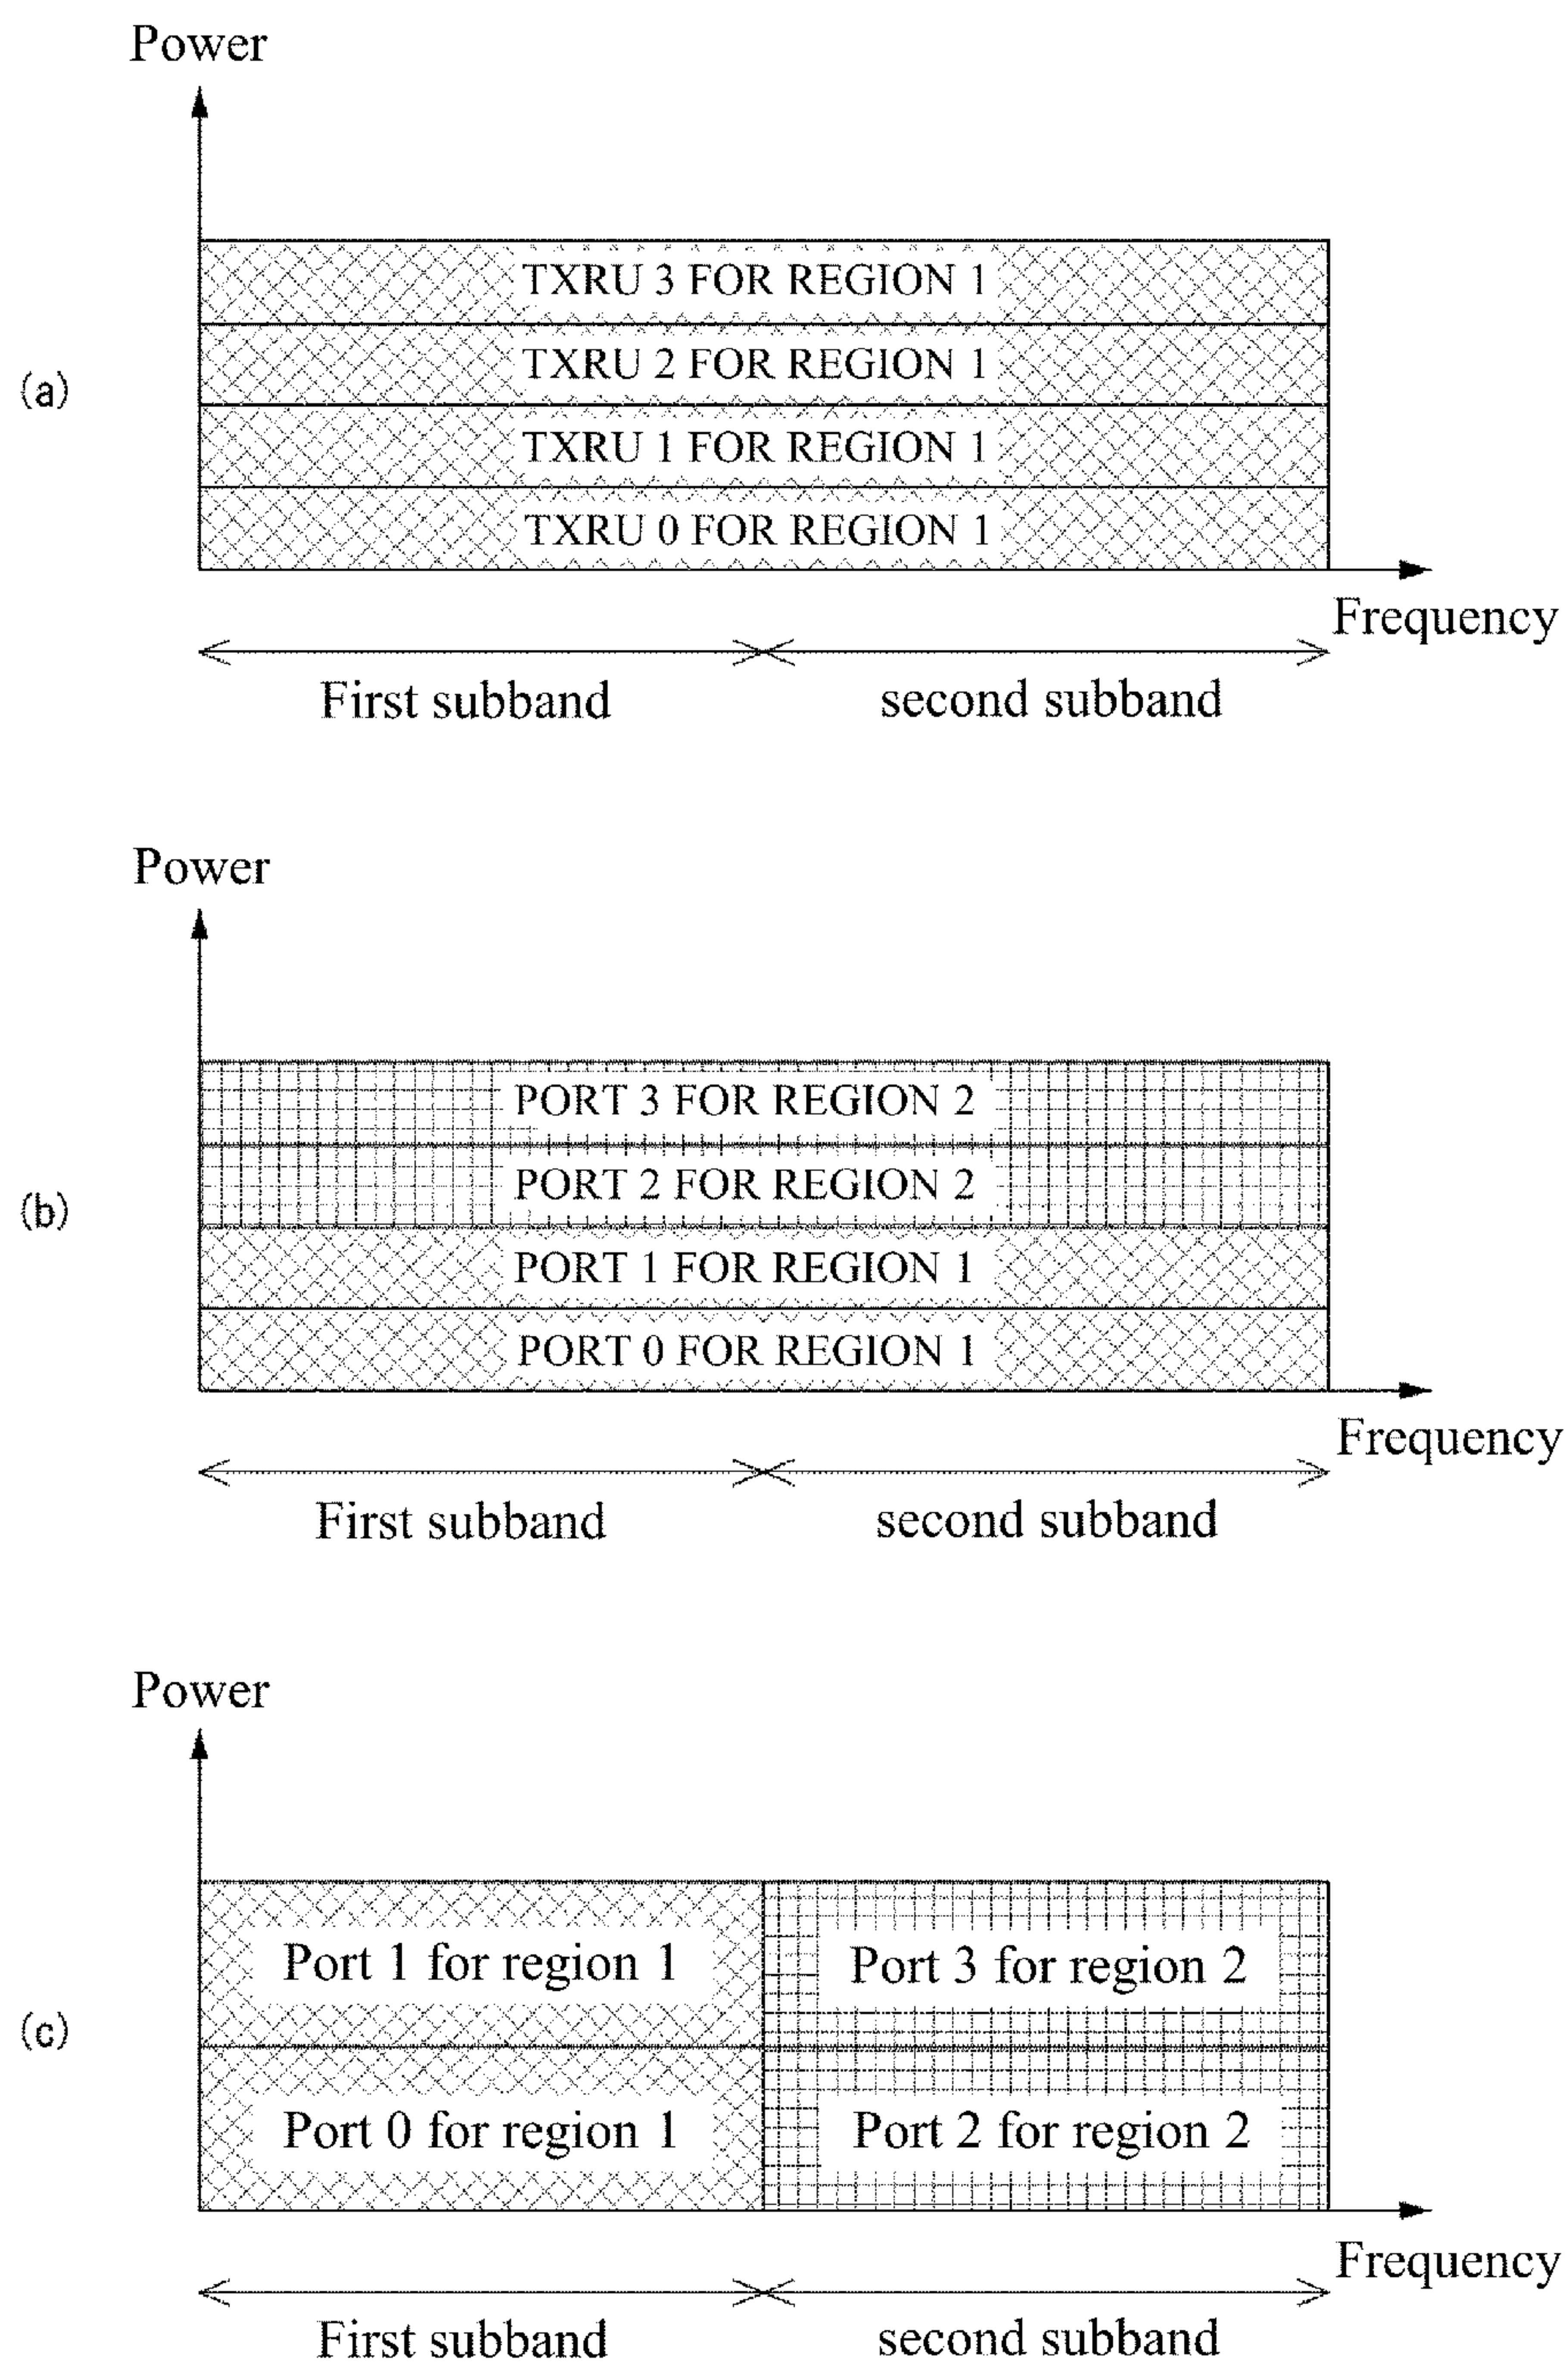 Power
TXRU 3 FOR REGION 1
TXRU 2 FOR REGION 1
(a)
TXRU 1 FOR REGION 1
TXRU 0 FOR REGION 1
Frequency
First subband
second subband
Power
PORT 3 FOR REGION 2
PORT 2 FOR REGION 2
(b)
PORT 1 FOR REGION 1
PORT 0 FOR REGION 1
Frequency
First subband
second subband
Power
Port 1 for region 1
Port 3 for region 2
(c)
Port 0 for region 1
Port 2 for region 2
Frequency
First subband
second subband